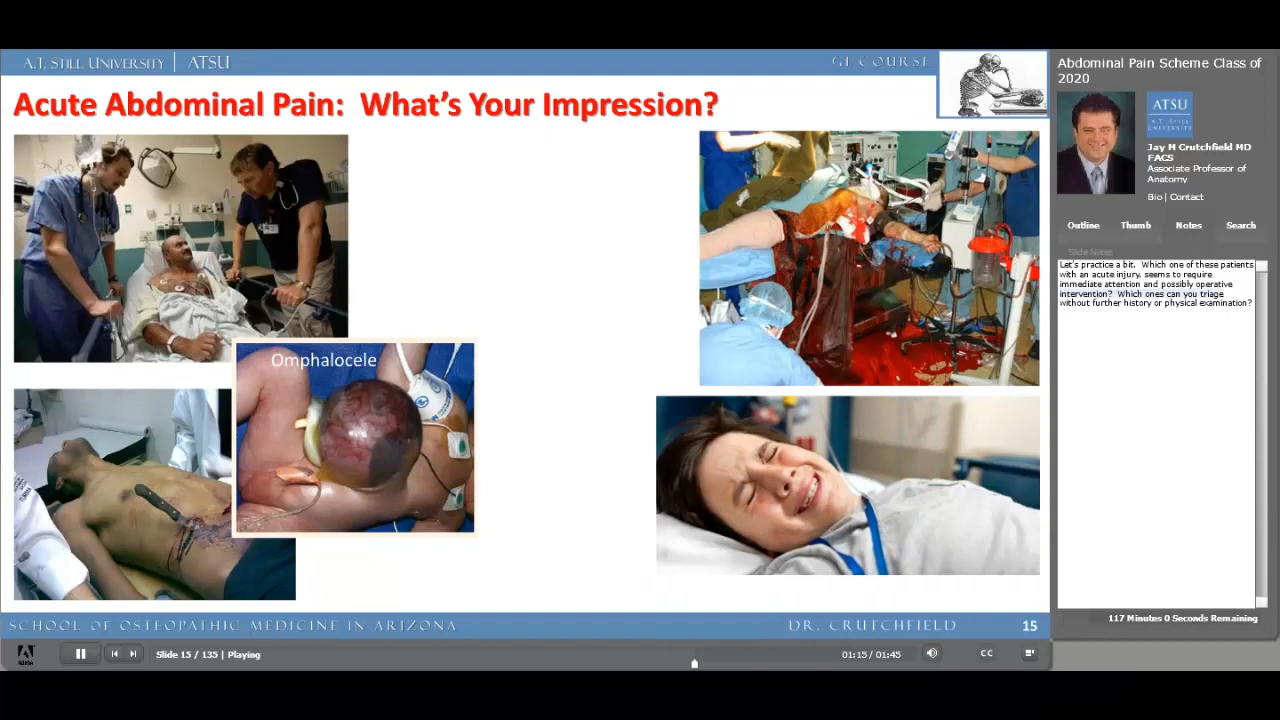 A.T. STILL UNIVERSITY | ATSU
GI COURSE
Acute Abdominal Pain: What's Your Impression?
Omphalocele
SCHOOL OF OSTEOPATHIC MEDICINE IN ARIZONA
DR. CRUTCHFIELD
15
Abdominal Pain Scheme Class of
2020
ATSU
A.T. STILL
UNIVERSITY
Jay M Crutchfield MD
FACS
Associate Professor of
Anatomy
Bio | Contact
Outline
Thumb
Notes
Search
Slide Notes
Let's practice a bit. Which one of these patients
with an acute injury, seems to require
immediate attention and possibly operative
intervention? Which ones can you triage
without further history or physical examination?
117 Minutes 0 Seconds Remaining
Slide 15 / 135 | Playing
01:15 / 01:45
CC